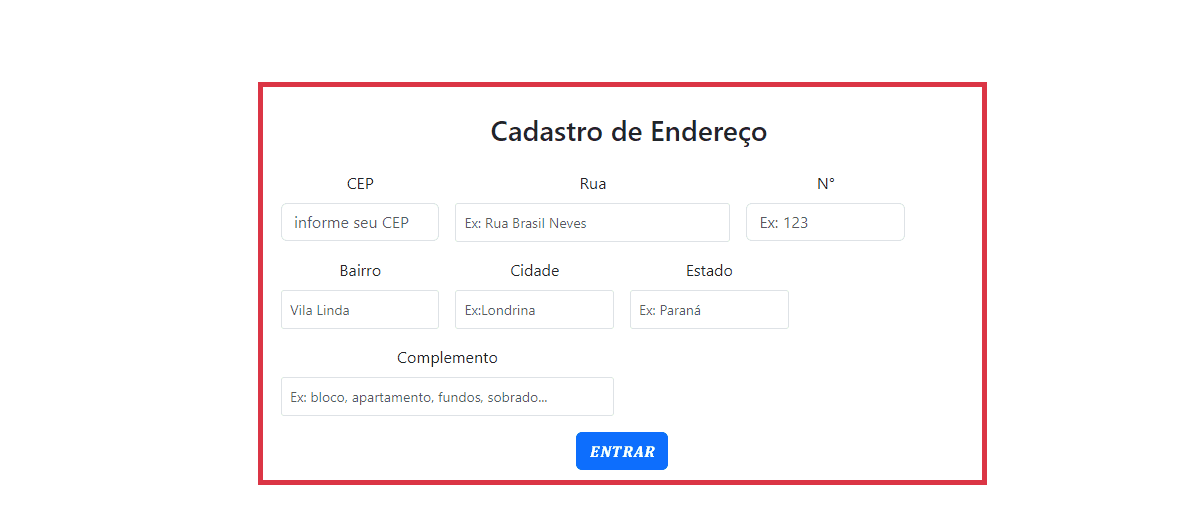 Cadastro de Endereço
CEP Rua N°
informe seu CEP Ex: Rua Brasil Neves Ex: 123
Bairro Cidade Estado
Vila Linda Ex:Londrina Ex: Paraná
Complemento
Ex: bloco, apartamento, fundos, sobrado...
ENTRAR